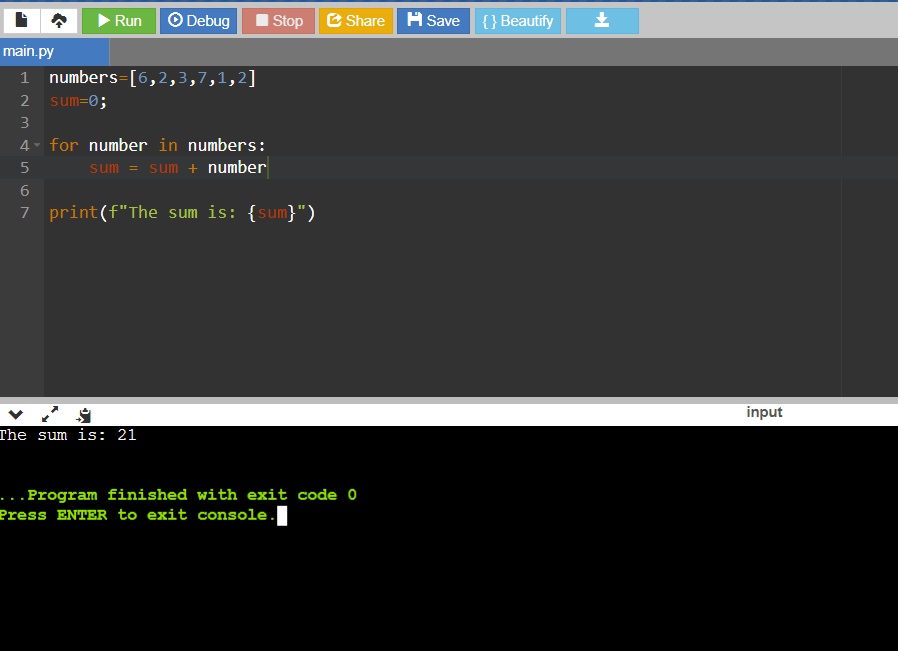 Run Debug Stop Share Save { } Beautify
main.py
1 numbers=[6,2,3,7,1,2]
2 sum=0;
3
4 for number in numbers:
5     sum = sum + number
6
7 print(f"The sum is: {sum}")
input
The sum is: 21
...Program finished with exit code 0
Press ENTER to exit console.